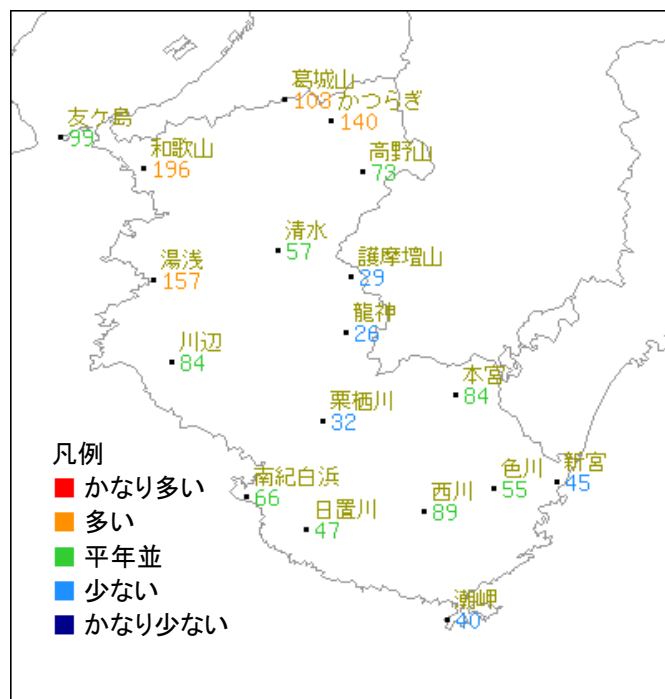 葛城山
108
かつらぎ
140
友ケ島
99
和歌山
196
高野山
73
清水
57
護摩壇山
29
湯浅
157
龍神
26
川辺
84
本宮
84
栗栖川
32
南紀白浜
66
日置川
47
西川
89
色川
55
新宮
45
潮岬
40
凡例
かなり多い
多い
平年並
少ない
かなり少ない